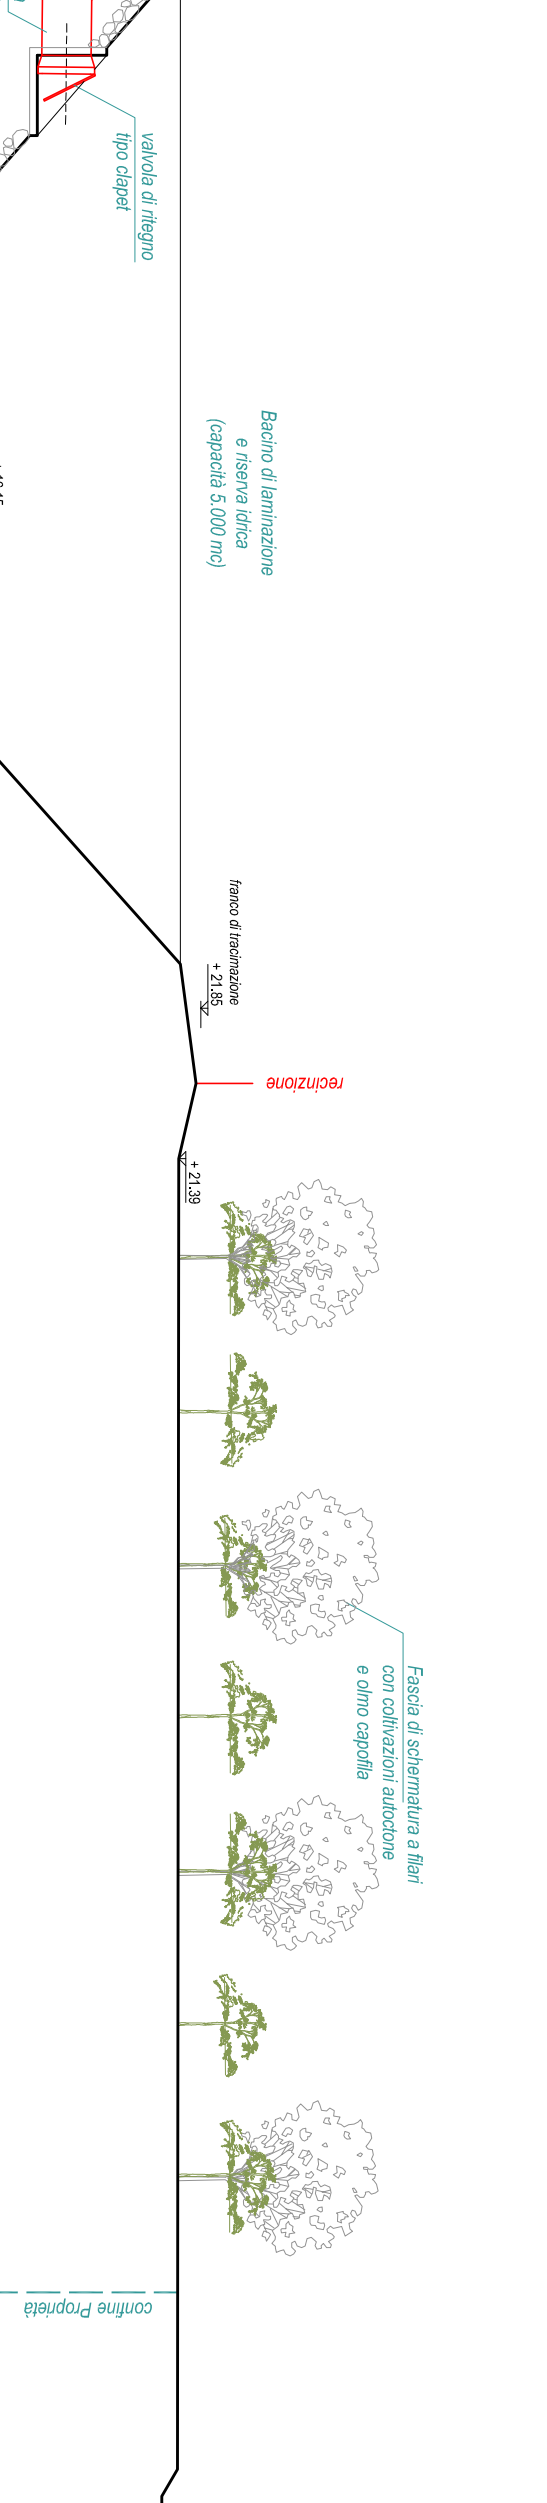 valvola di ritegno
tipo clapet
Bacino di laminazione
e riserva idrica
(capacità 5.000 mc)
franco di tracimazione
+ 21.85
recinzione
+ 21.39
Fascia di schermatura a filari
con coltivazioni autoctone
e olmo capofila
confine Proprietà